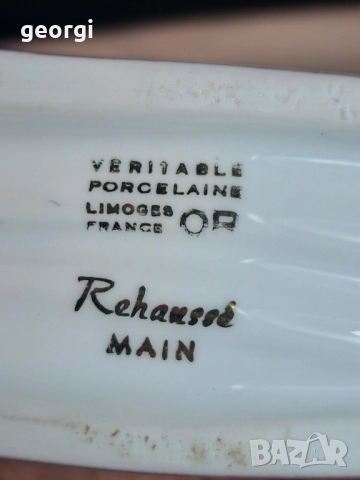 georgi
VERITABLE
PORCELAINE
LIMOGES OR
FRANCE
Rehaussé
MAIN
BAZAR